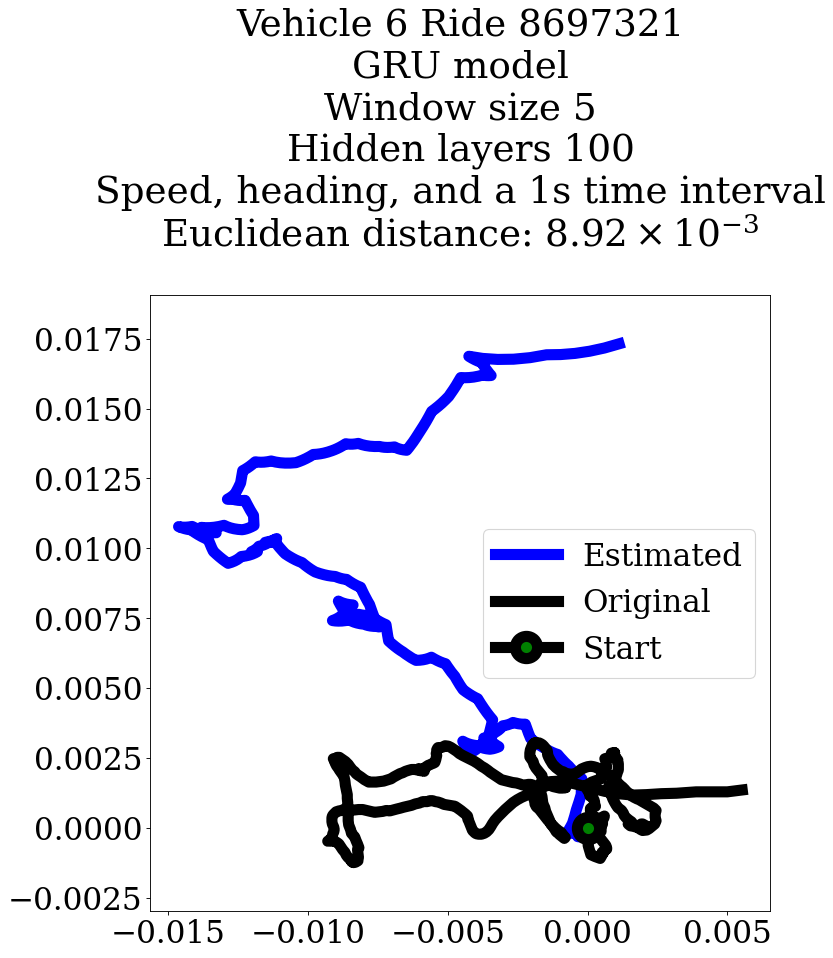 Vehicle 6 Ride 8697321
GRU model
Window size 5
Hidden layers 100
Speed, heading, and a 1s time interval
Euclidean distance: 8.92 × 10⁻³
0.0175
0.0150
0.0125
0.0100
0.0075
0.0050
0.0025
0.0000
−0.0025
Estimated
Original
Start
−0.015 −0.010 −0.005 0.000 0.005